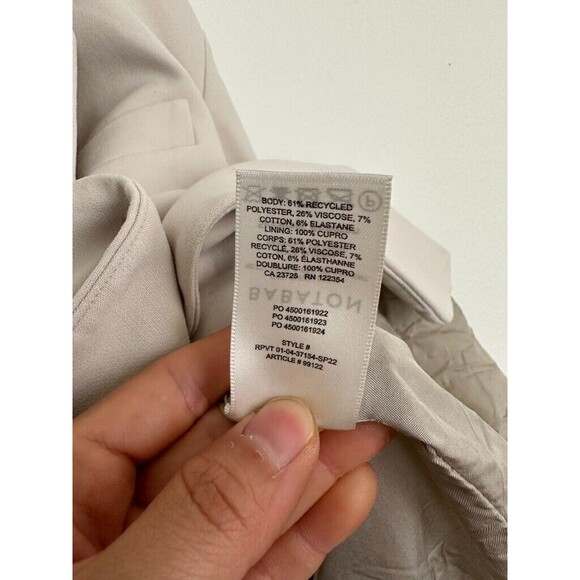 BODY: 61% RECYCLED
POLYESTER, 26% VISCOSE, 7%
COTTON, 6% ELASTANE
LINING: 100% CUPRO
CORPS: 61% POLYESTER
RECYCLÉ, 26% VISCOSE, 7%
COTON, 6% ÉLASTHANNE
DOUBLURE: 100% CUPRO
CA 23725 RN 122354
BABATON
PO 4500161922
PO 4500161923
PO 4500161924
STYLE #
RPVT 01-04-37154-SP22
ARTICLE # 99122